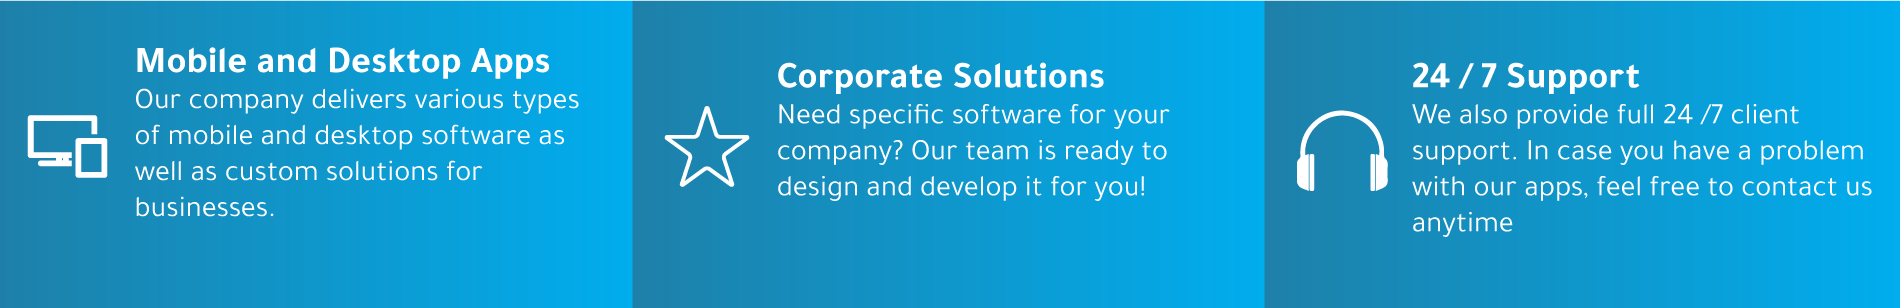 Mobile and Desktop Apps
Our company delivers various types
of mobile and desktop software as
well as custom solutions for
businesses.
Corporate Solutions
Need specific software for your
company? Our team is ready to
design and develop it for you!
24 / 7 Support
We also provide full 24 /7 client
support. In case you have a problem
with our apps, feel free to contact us
anytime